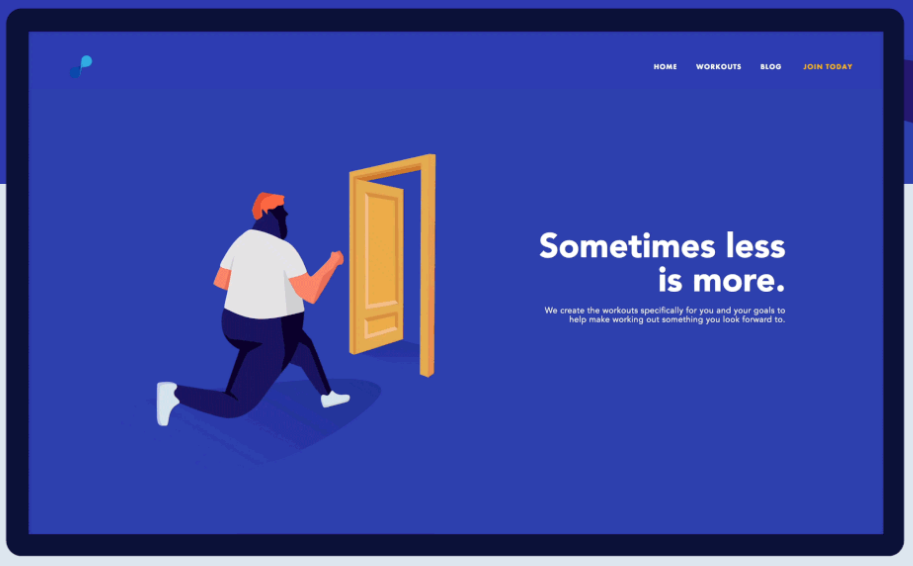 HOME WORKOUTS BLOG JOIN TODAY
Sometimes less
is more.
We create the workouts specifically for you and your goals to
help make working out something you look forward to.